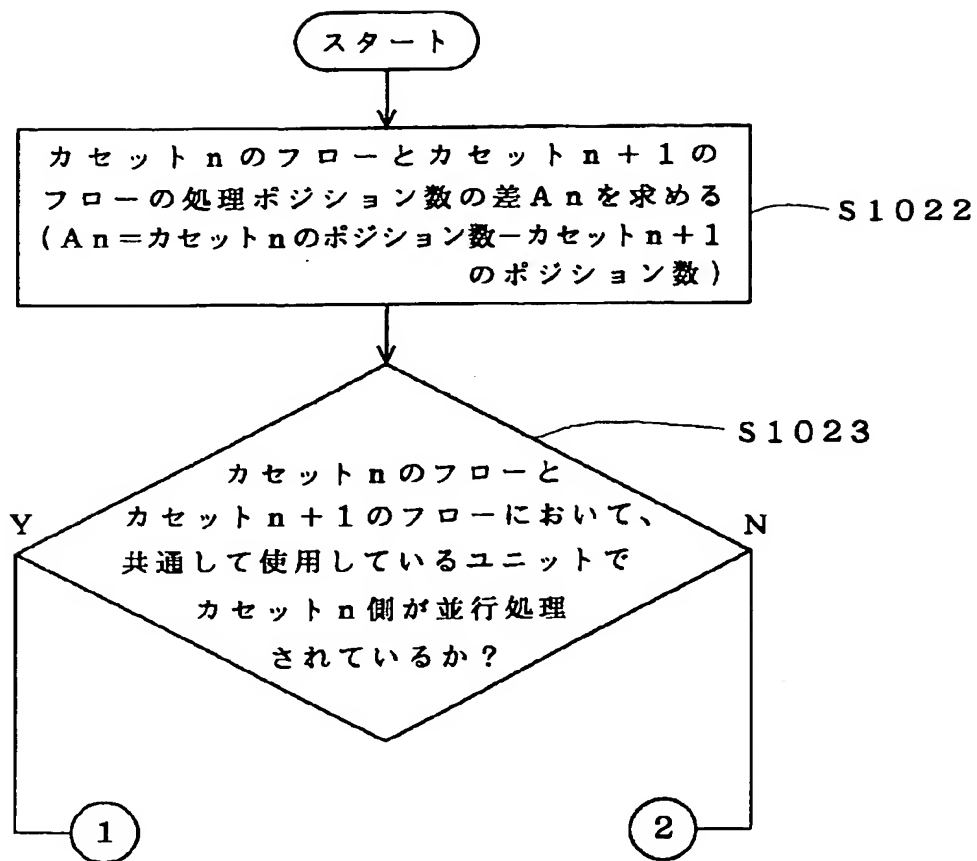 スタート
カセットnのフローとカセットn+1の
フローの処理ポジション数の差Anを求める
(An=カセットnのポジション数−カセットn+1
のポジション数)
S1022
S1023
カセットnのフローと
カセットn+1のフローにおいて、
共通して使用しているユニットで
カセットn側が並行処理
されているか?
Y
N
1
2